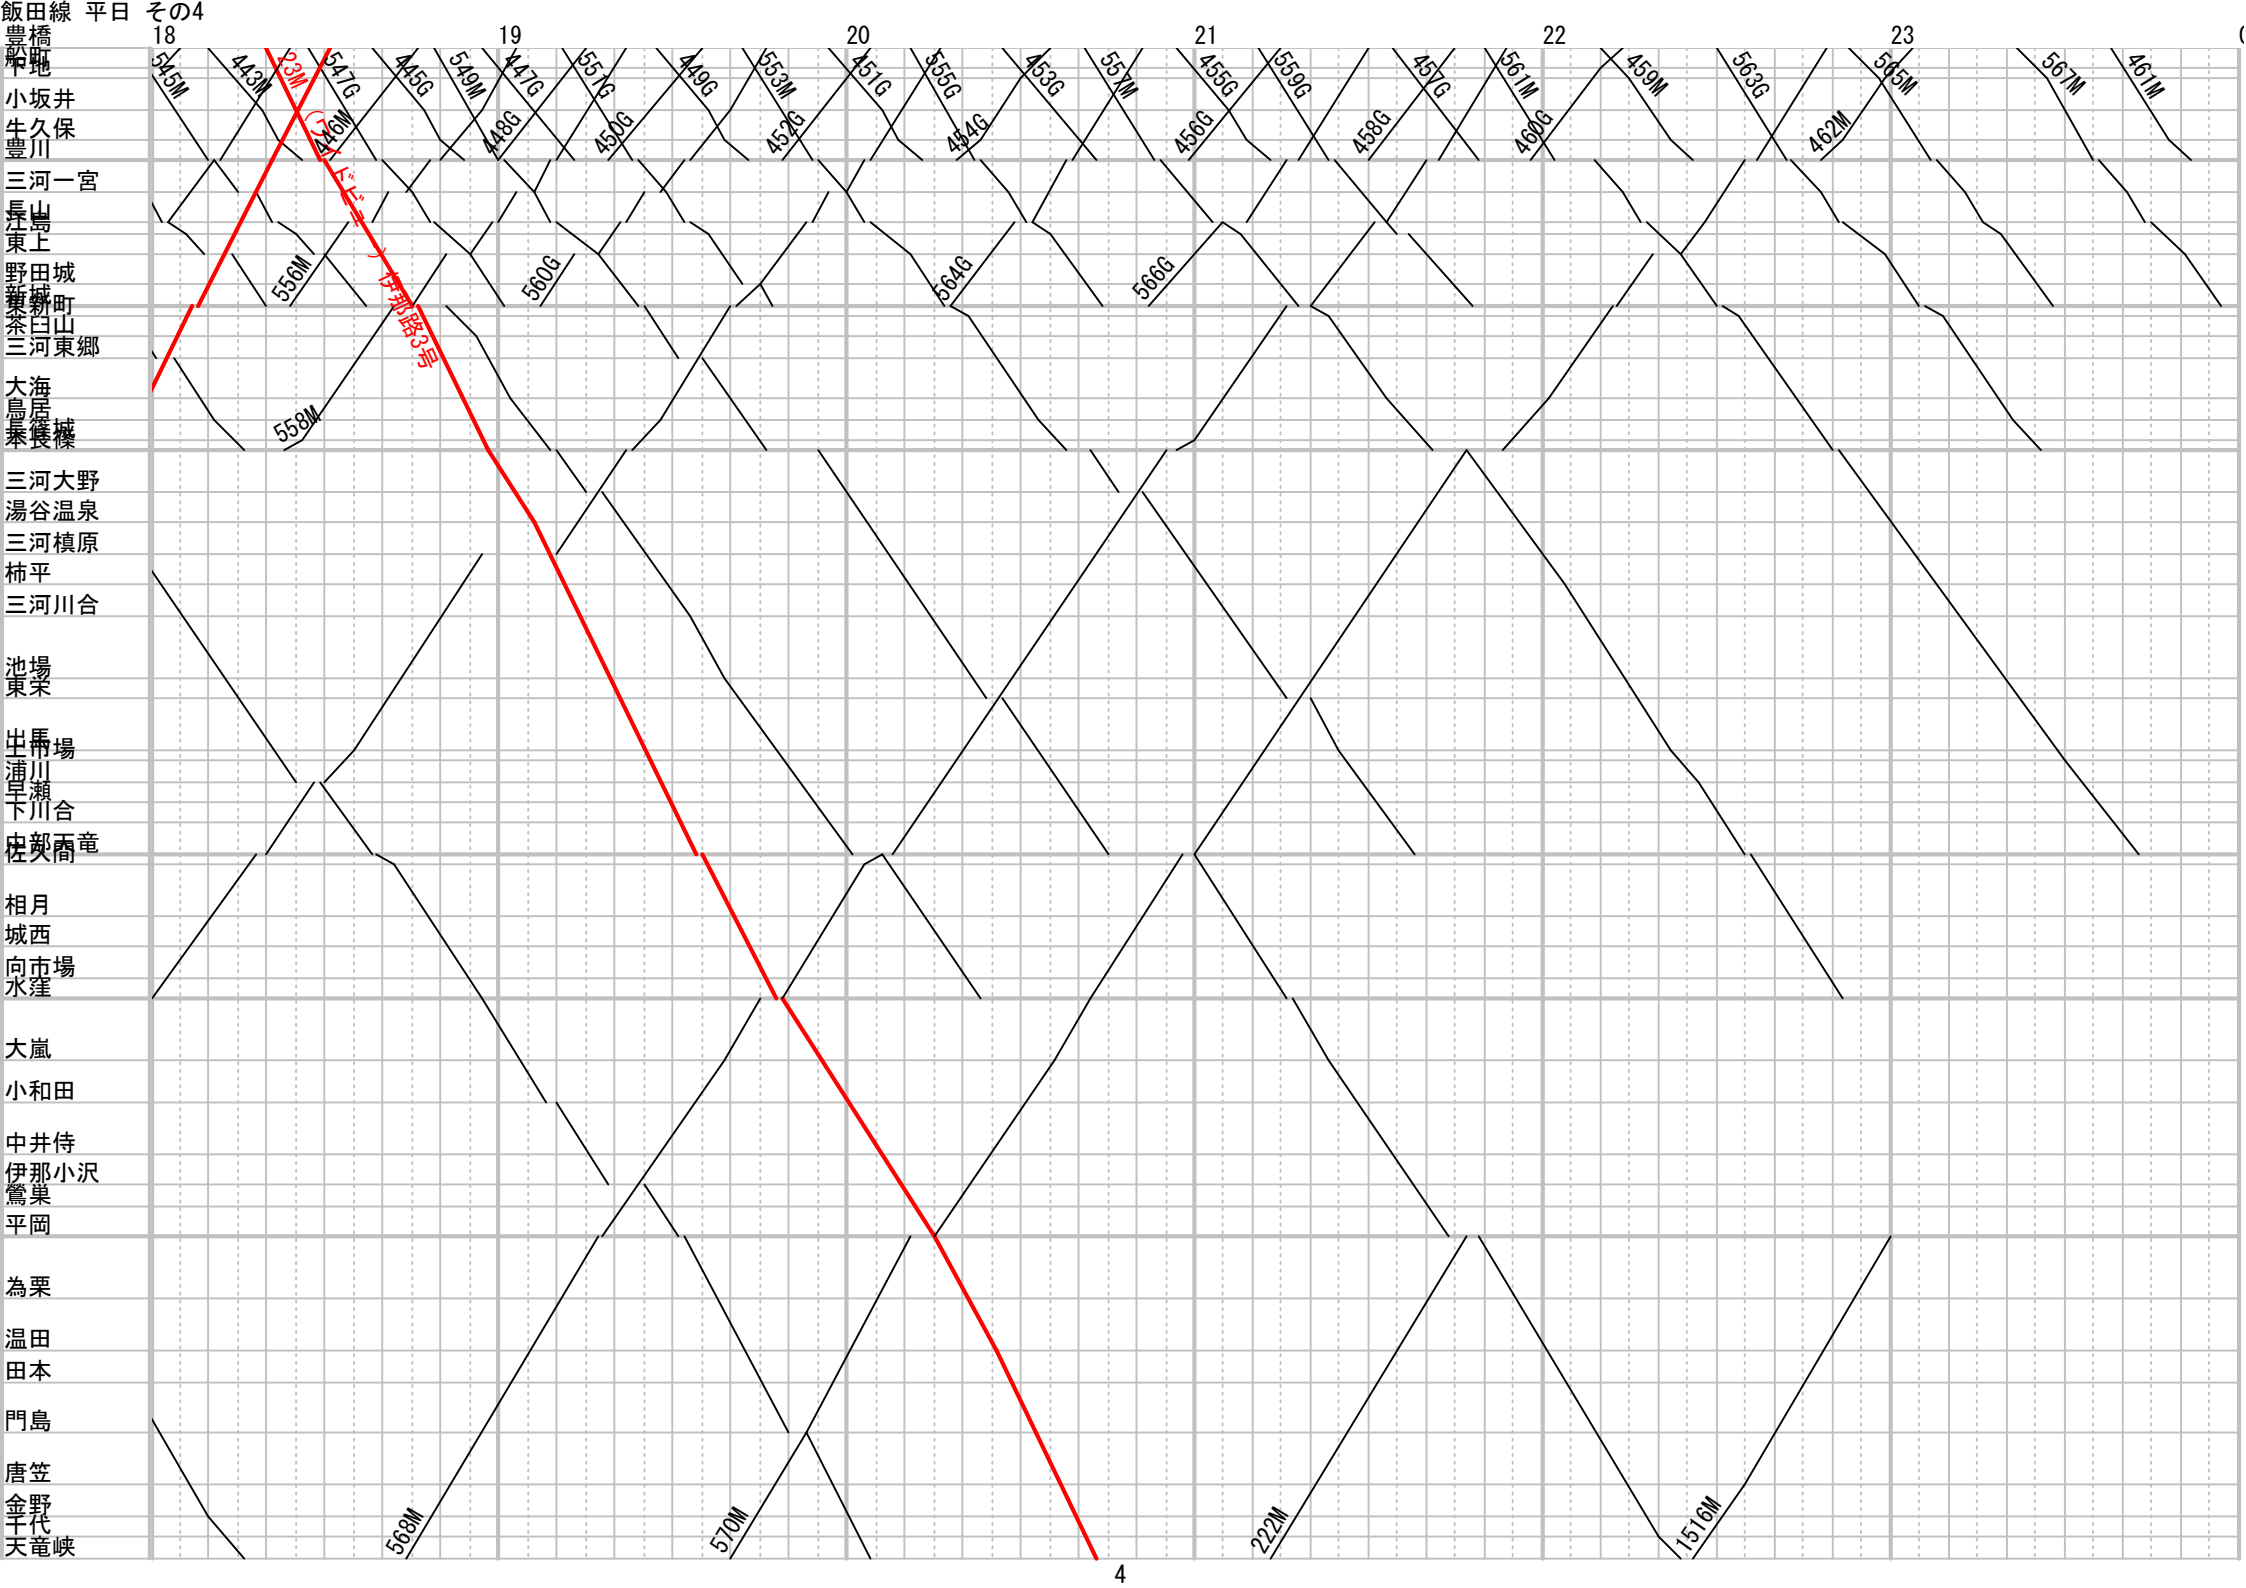 飯田線 平日 その4
18 19 20 21 22 23
豊橋
船町
下地
小坂井
牛久保
豊川
三河一宮
長山
江島
東上
野田城
新城
東新町
茶臼山
三河東郷
大海
鳥居
長篠城
本長篠
三河大野
湯谷温泉
三河槙原
柿平
三河川合
池場
東栄
出馬
上市場
浦川
早瀬
下川合
中部天竜
佐久間
相月
城西
向市場
水窪
大嵐
小和田
中井侍
伊那小沢
鶯巣
平岡
為栗
温田
田本
門島
唐笠
金野
千代
天竜峡
545M
443M
23M (ワイドビュー) 伊那路3号
547G
445G
549M
447G
551G
449G
553M
451G
555G
453G
557M
455G
559G
457G
561M
459M
563G
565M
567M
461M
446M
448G
450G
452G
454G
456G
458G
460G
462M
556M
560G
564G
566G
558M
568M
570M
222M
1516M
4